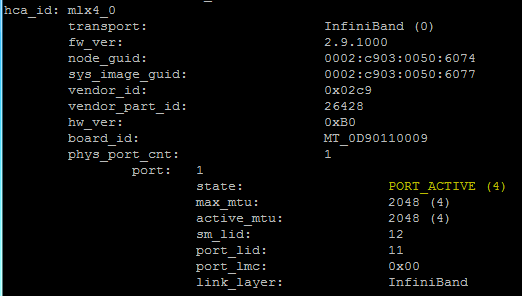 hca_id: mlx4_0
transport: InfiniBand (0)
fw_ver: 2.9.1000
node_guid: 0002:c903:0050:6074
sys_image_guid: 0002:c903:0050:6077
vendor_id: 0x02c9
vendor_part_id: 26428
hw_ver: 0xB0
board_id: MT_0D90110009
phys_port_cnt: 1
port: 1
state: PORT_ACTIVE (4)
max_mtu: 2048 (4)
active_mtu: 2048 (4)
sm_lid: 12
port_lid: 11
port_lmc: 0x00
link_layer: InfiniBand